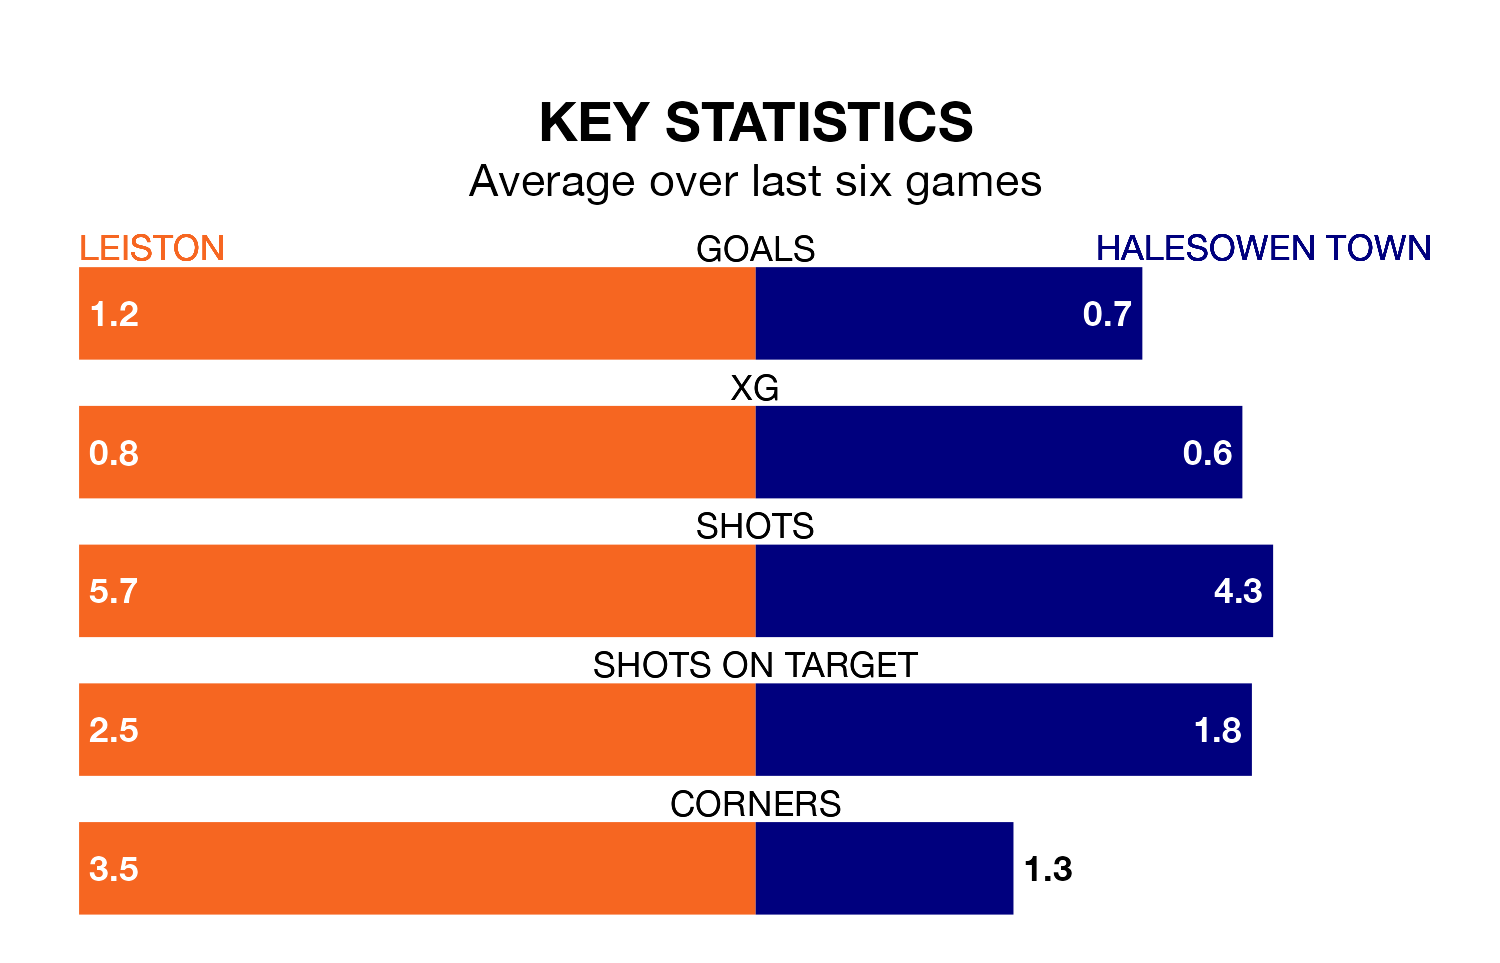 KEY STATISTICS
Average over last six games
LEISTON GOALS HALESOWEN TOWN
1.2 0.7
XG
0.8 0.6
SHOTS
5.7 4.3
SHOTS ON TARGET
2.5 1.8
CORNERS
3.5 1.3